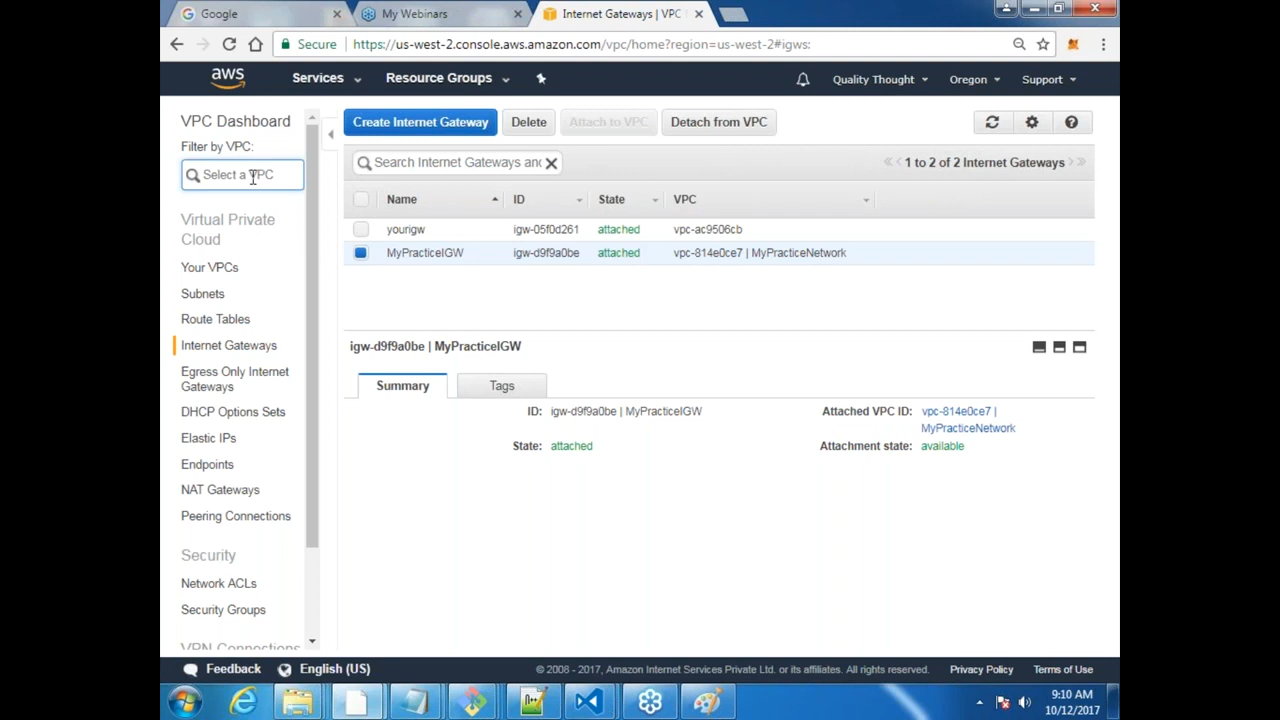 Google
My Webinars
Internet Gateways | VPC
Secure
https://us-west-2.console.aws.amazon.com/vpc/home?region=us-west-2#igws:
aws
Services
Resource Groups
Quality Thought
Oregon
Support
VPC Dashboard
Filter by VPC:
Select a VPC
Virtual Private
Cloud
Your VPCs
Subnets
Route Tables
Internet Gateways
Egress Only Internet
Gateways
DHCP Options Sets
Elastic IPs
Endpoints
NAT Gateways
Peering Connections
Security
Network ACLs
Security Groups
VPN Connections
Create Internet Gateway
Delete
Attach to VPC
Detach from VPC
Search Internet Gateways and
1 to 2 of 2 Internet Gateways
Name ID State VPC
yourigw igw-05f0d261 attached vpc-ac9506cb
MyPracticeIGW igw-d9f9a0be attached vpc-814e0ce7 | MyPracticeNetwork
igw-d9f9a0be | MyPracticeIGW
Summary
Tags
ID: igw-d9f9a0be | MyPracticeIGW
State: attached
Attached VPC ID: vpc-814e0ce7 |
MyPracticeNetwork
Attachment state: available
Feedback
English (US)
© 2008 - 2017, Amazon Internet Services Private Ltd. or its affiliates. All rights reserved.
Privacy Policy
Terms of Use
9:10 AM
10/12/2017